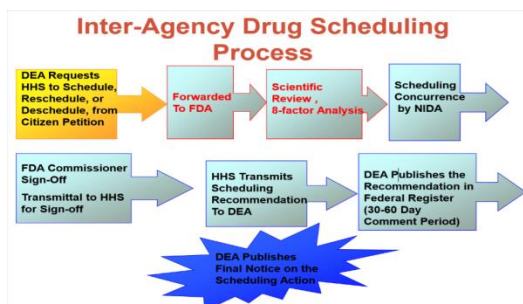 Inter-Agency Drug Scheduling
Process
DEA Requests
HHS to Schedule,
Reschedule, or
Deschedule, from
Citizen Petition
Forwarded
To FDA
Scientific
Review ,
8-factor Analysis
Scheduling
Concurrence
by NIDA
FDA Commissioner
Sign-Off
Transmittal to HHS
for Sign-off
HHS Transmits
Scheduling
Recommendation
To DEA
DEA Publishes the
Recommendation in
Federal Register
(30-60 Day
Comment Period)
DEA Publishes
Final Notice on the
Scheduling Action